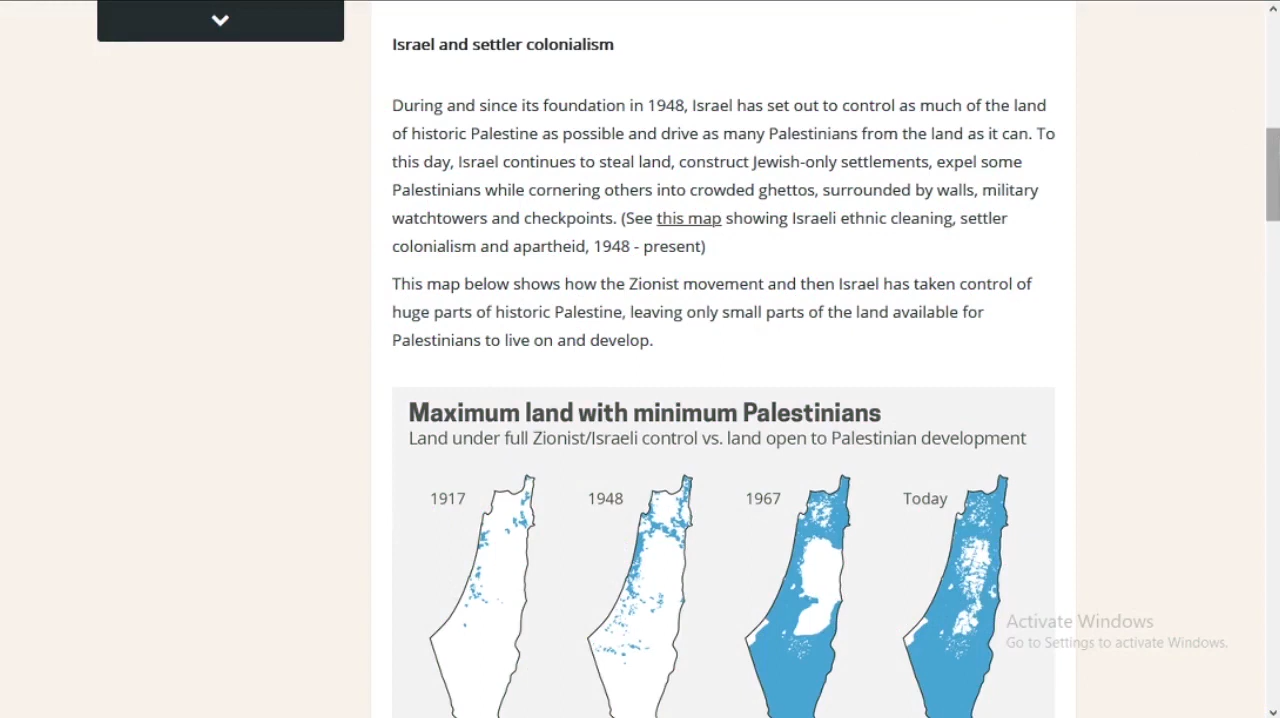 Israel and settler colonialism
During and since its foundation in 1948, Israel has set out to control as much of the land
of historic Palestine as possible and drive as many Palestinians from the land as it can. To
this day, Israel continues to steal land, construct Jewish-only settlements, expel some
Palestinians while cornering others into crowded ghettos, surrounded by walls, military
watchtowers and checkpoints. (See this map showing Israeli ethnic cleaning, settler
colonialism and apartheid, 1948 - present)
This map below shows how the Zionist movement and then Israel has taken control of
huge parts of historic Palestine, leaving only small parts of the land available for
Palestinians to live on and develop.
Maximum land with minimum Palestinians
Land under full Zionist/Israeli control vs. land open to Palestinian development
1917 1948 1967 Today
Activate Windows
Go to Settings to activate Windows.